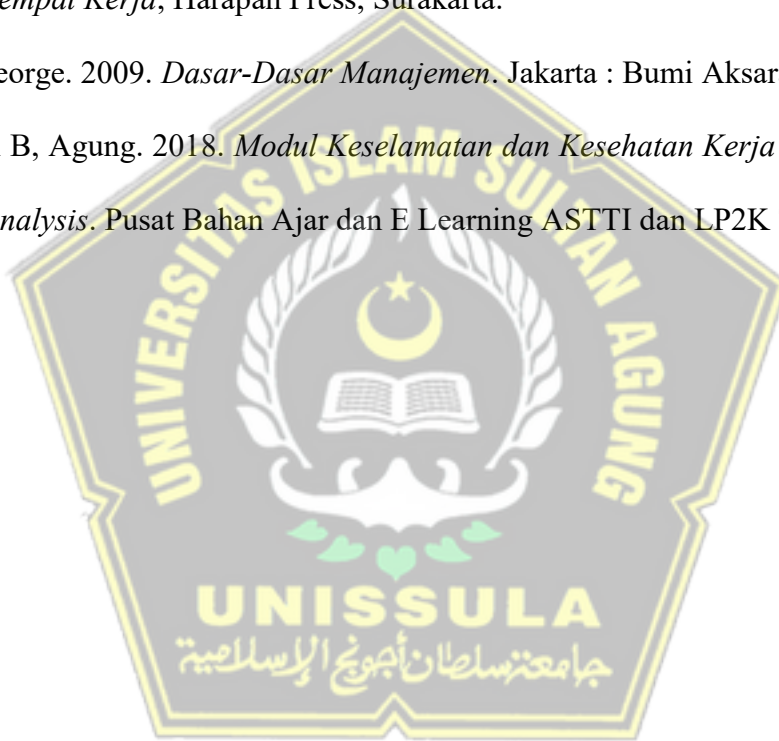 empat Kerja, Harapan Press, Surakarta.
eorge. 2009. Dasar-Dasar Manajemen. Jakarta : Bumi Aksar
B, Agung. 2018. Modul Keselamatan dan Kesehatan Kerja
nalysis. Pusat Bahan Ajar dan E Learning ASTTI dan LP2K
UNIVERSITAS ISLAM SULTAN AGUNG
UNISSULA
جامعة سلطان أجونج الإسلامية